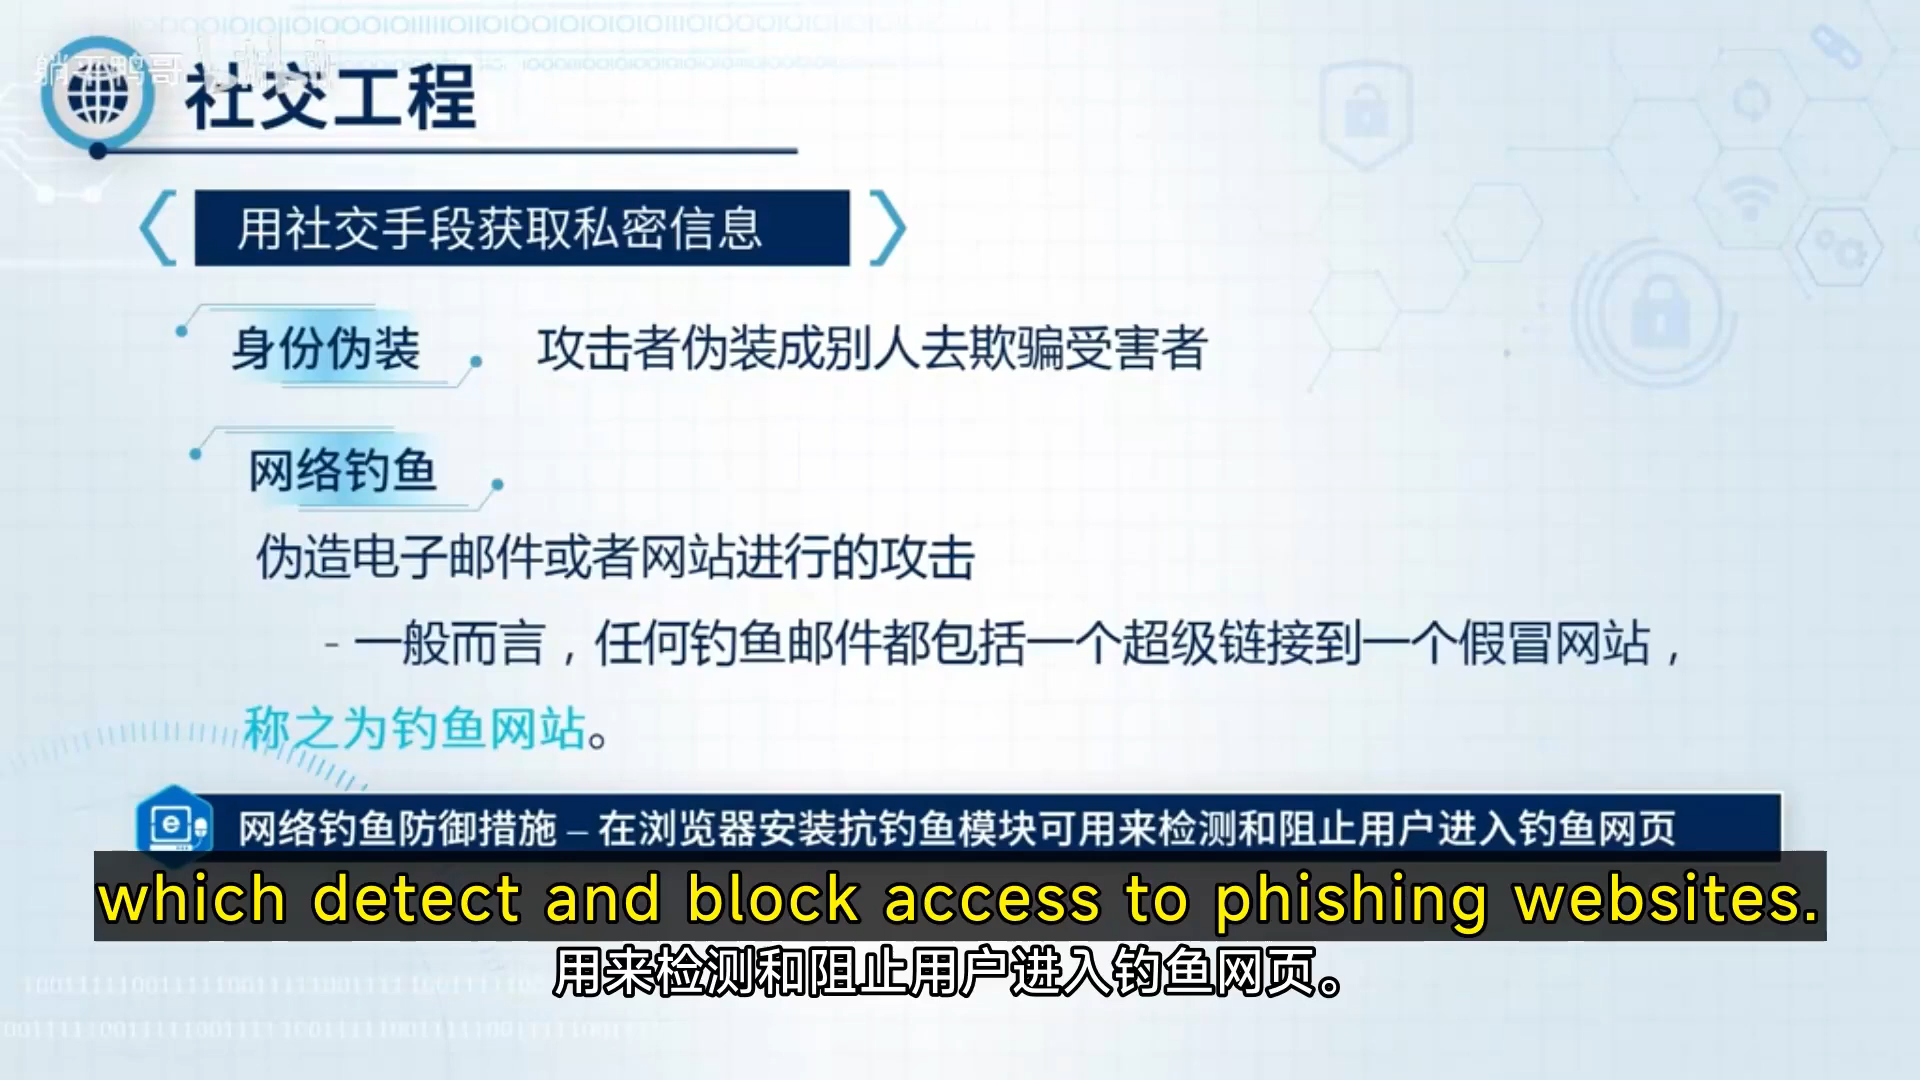 躺平鸭哥
社交工程
用社交手段获取私密信息
身份伪装 攻击者伪装成别人去欺骗受害者
网络钓鱼
伪造电子邮件或者网站进行的攻击
- 一般而言，任何钓鱼邮件都包括一个超级链接到一个假冒网站，
称之为钓鱼网站。
网络钓鱼防御措施 – 在浏览器安装抗钓鱼模块可用来检测和阻止用户进入钓鱼网页
which detect and block access to phishing websites.
用来检测和阻止用户进入钓鱼网页。